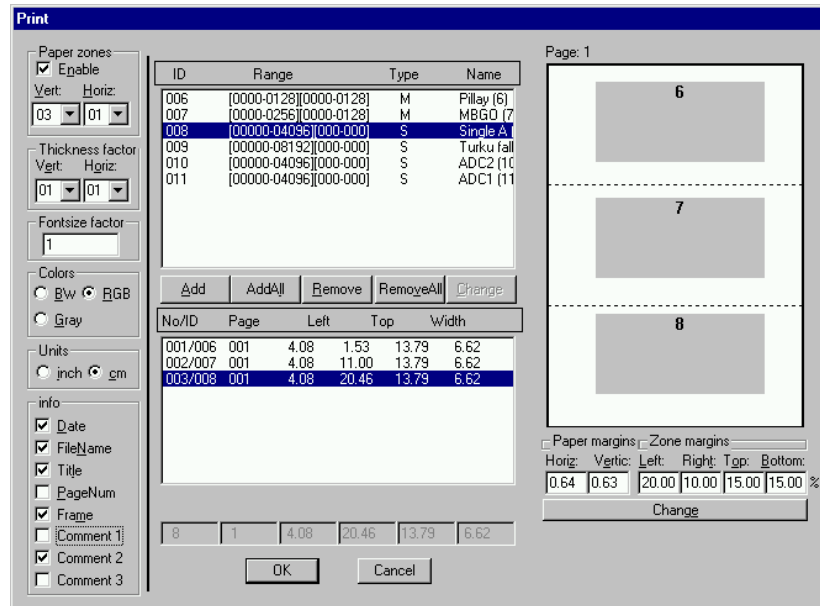 Print
Paper zones
Enable
Vert: Horiz:
03 01
Thickness factor
Vert: Horiz:
01 01
Fontsize factor
1
Colors
BW RGB
Gray
Units
inch cm
info
Date
FileName
Title
PageNum
Frame
Comment 1
Comment 2
Comment 3
ID Range Type Name
006 [0000-0128][0000-0128] M Pillay (6)
007 [0000-0256][0000-0128] M MBGO (7
008 [00000-04096][000-000] S Single A (
009 [00000-08192][000-000] S Turku fall
010 [00000-04096][000-000] S ADC2 (10
011 [00000-04096][000-000] S ADC1 (11
Add AddAll Remove RemoveAll Change
No/ID Page Left Top Width
001/006 001 4.08 1.53 13.79 6.62
002/007 001 4.08 11.00 13.79 6.62
003/008 001 4.08 20.46 13.79 6.62
8 1 4.08 20.46 13.79 6.62
OK Cancel
Page: 1
6
7
8
Paper margins Zone margins
Horiz: Vertic: Left: Right: Top: Bottom:
0.64 0.63 20.00 10.00 15.00 15.00 %
Change